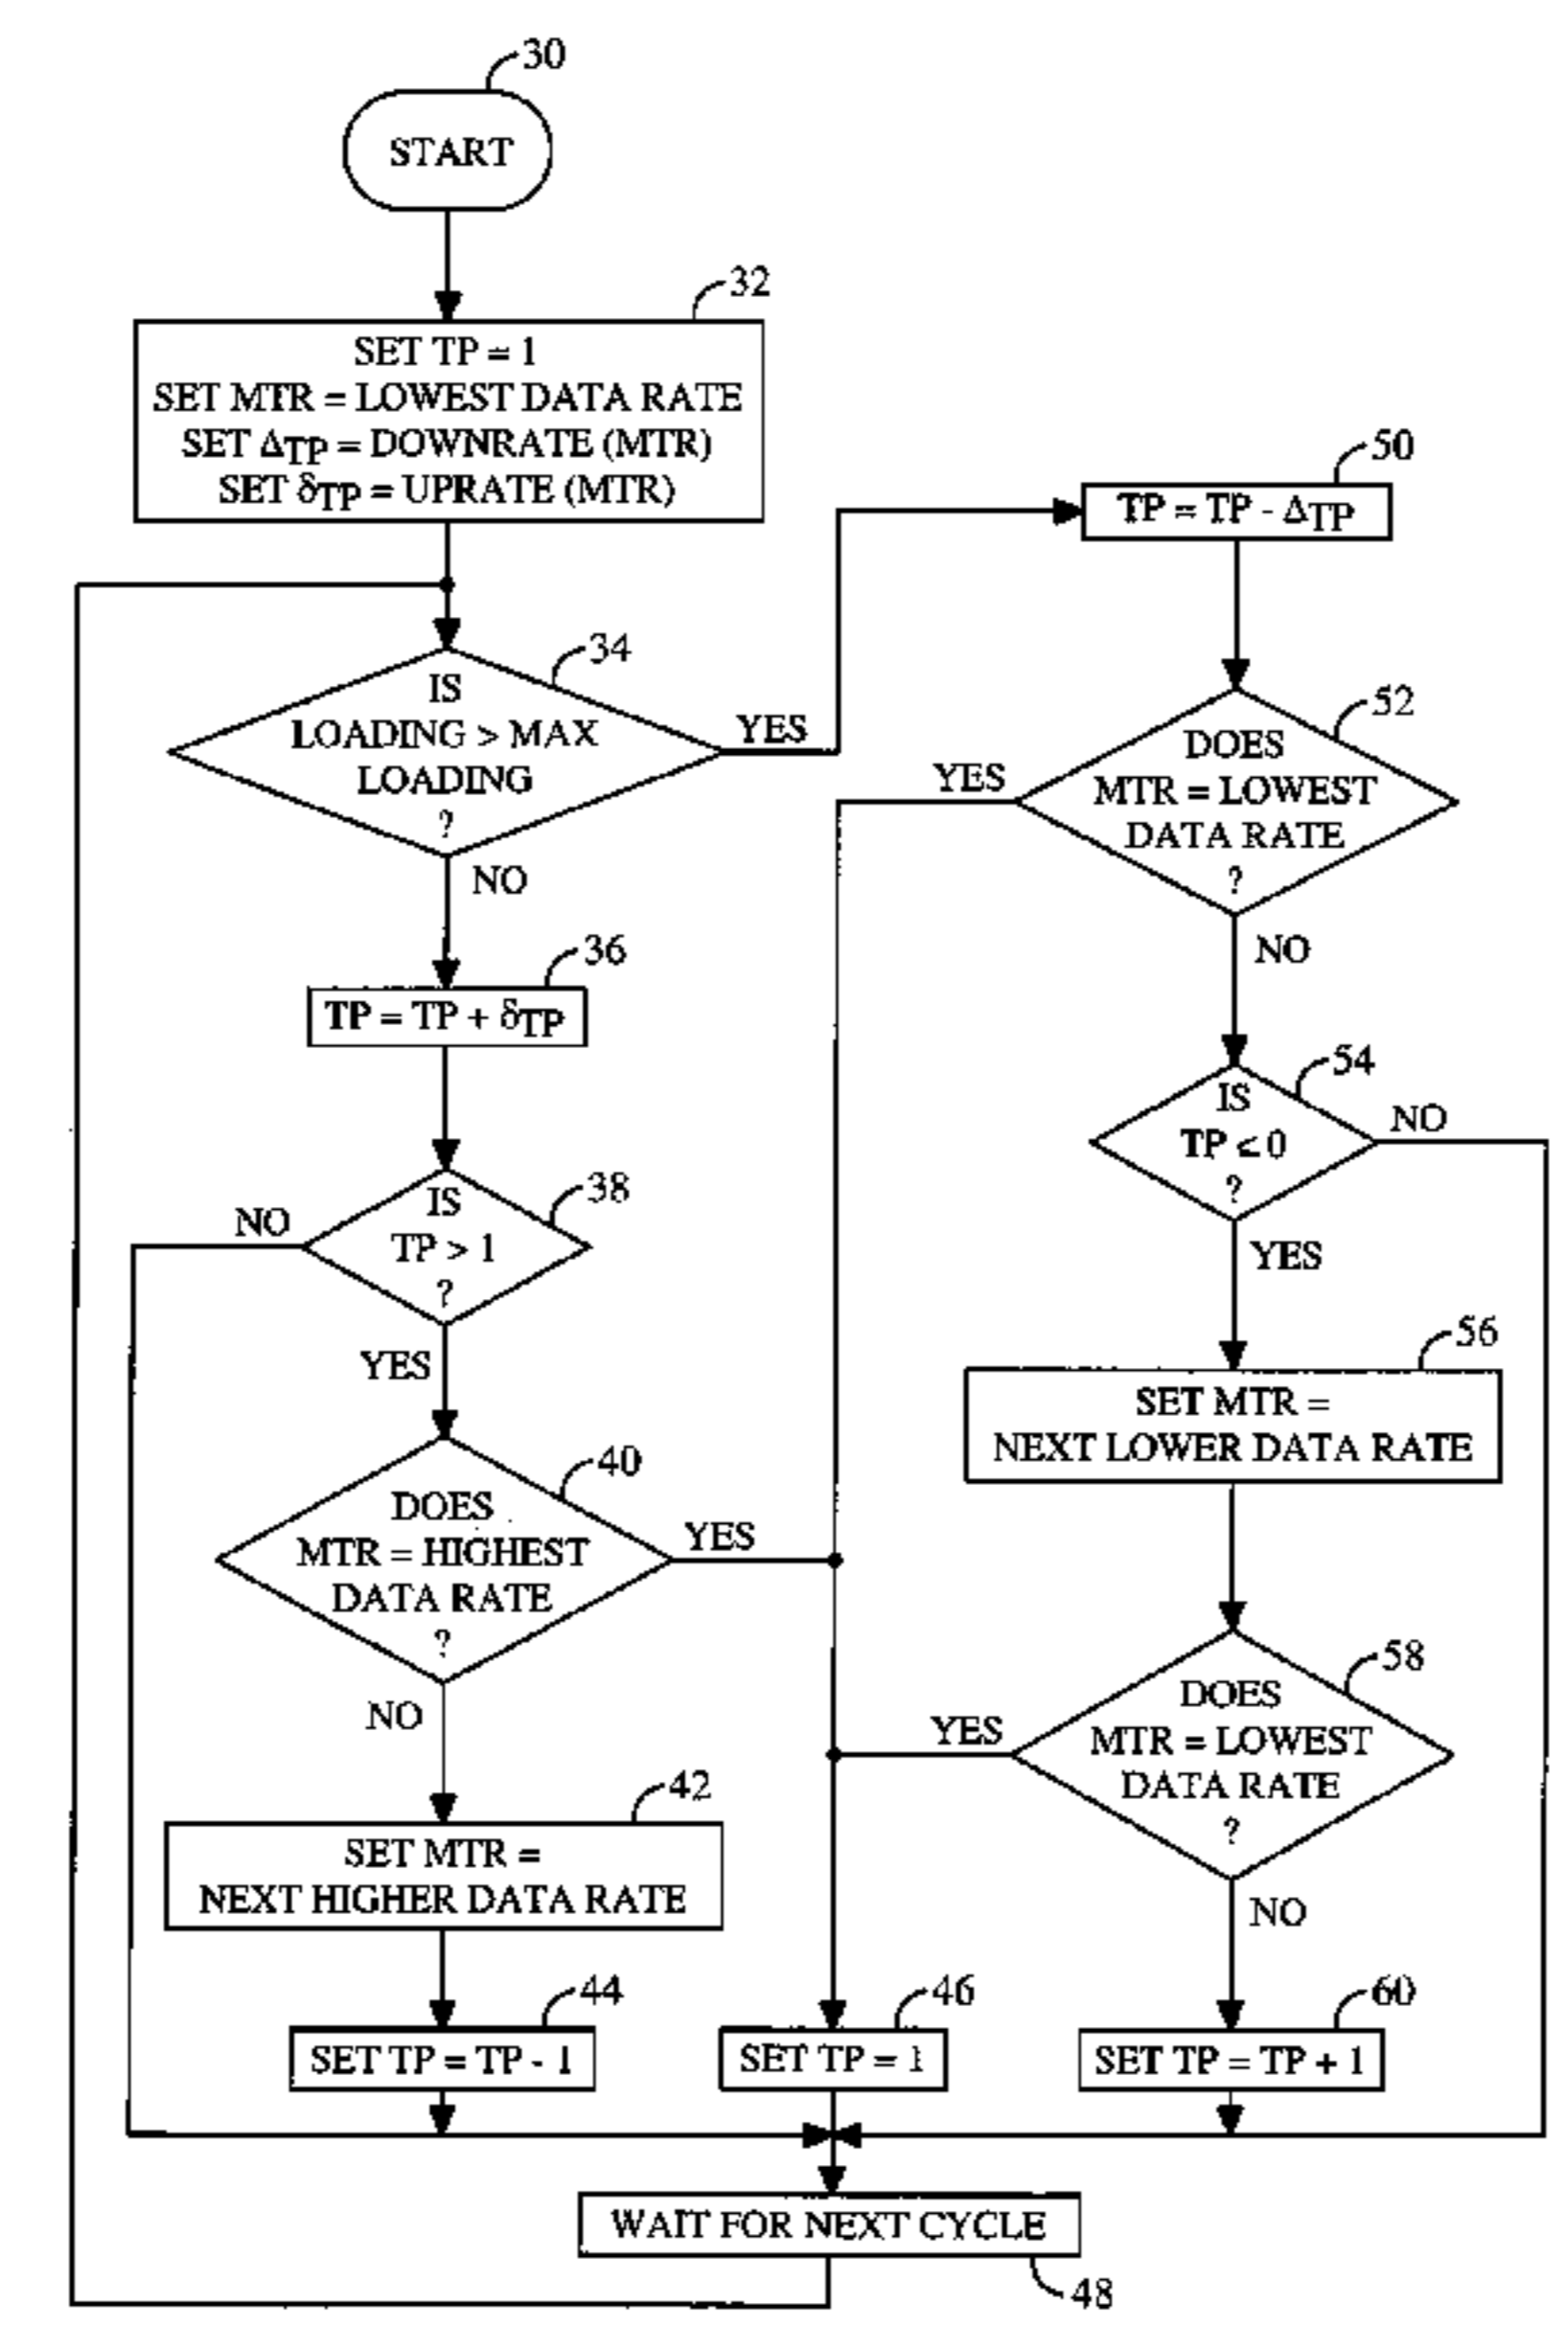 30
START
32
SET TP = 1
SET MTR = LOWEST DATA RATE
SET ΔTP = DOWNRATE (MTR)
SET δTP = UPRATE (MTR)
34
IS
LOADING > MAX
LOADING
?
YES
NO
36
TP = TP + δTP
38
IS
TP > 1
?
NO
YES
40
DOES
MTR = HIGHEST
DATA RATE
?
YES
NO
42
SET MTR =
NEXT HIGHER DATA RATE
44
SET TP = TP - 1
46
SET TP = 1
50
TP = TP - ΔTP
52
DOES
MTR = LOWEST
DATA RATE
?
YES
NO
54
IS
TP ≤ 0
?
NO
YES
56
SET MTR =
NEXT LOWER DATA RATE
58
DOES
MTR = LOWEST
DATA RATE
?
YES
NO
60
SET TP = TP + 1
WAIT FOR NEXT CYCLE
48